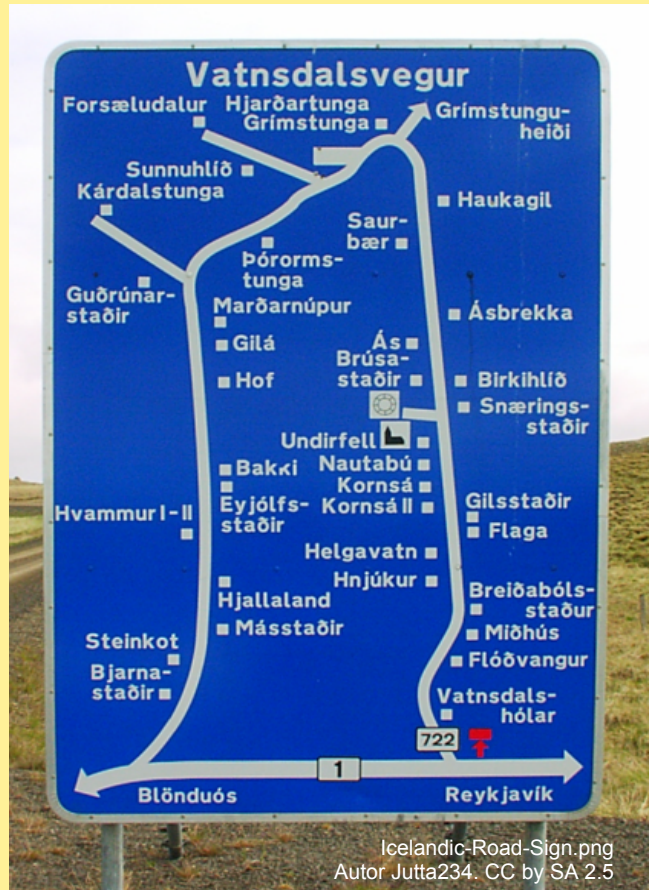 Vatnsdalsvegur
Forsæludalur
Hjarðartunga
Grímstunga
Grímstungu-
heiði
Sunnuhlíð
Kárdalstunga
Haukagil
Saur-
bær
Þórorms-
tunga
Guðrúnar-
staðir
Marðarnúpur
Ásbrekka
Gilá
Ás
Brúsa-
staðir
Hof
Birkihlíð
Snærings-
staðir
Undirfell
Bakki
Nautabú
Kornsá
Eyjólfs-
staðir
Kornsá II
Gilsstaðir
Hvammur I-II
Flaga
Helgavatn
Hnjúkur
Hjallaland
Breiðabóls-
staður
Másstaðir
Miðhús
Steinkot
Flóðvangur
Bjarna-
staðir
Vatnsdals-
hólar
722
1
Blönduós
Reykjavík
Icelandic-Road-Sign.png
Autor Jutta234. CC by SA 2.5